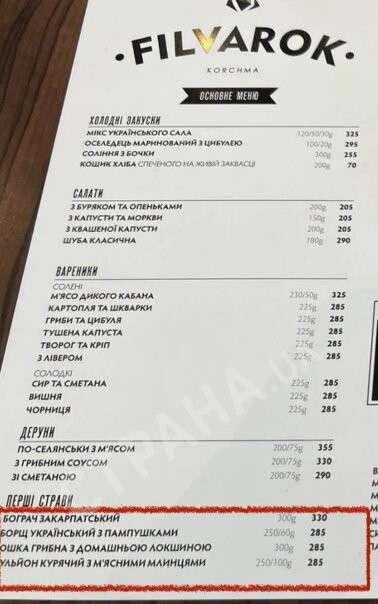 ·FILVAROK·
KORCHMA
ОСНОВНЕ МЕНЮ
ХОЛОДНІ ЗАКУСКИ
МІКС УКРАЇНСЬКОГО САЛА 120/50/30g 325
ОСЕЛЕДЕЦЬ МАРИНОВАНИЙ З ЦИБУЛЕЮ 100/20g 295
СОЛІННЯ З БОЧКИ 300g 255
КОШИК ХЛІБА СПЕЧЕНОГО НА ЖИВІЙ ЗАКВАСЦІ 200g 70
САЛАТИ
З БУРЯКОМ ТА ОПЕНЬКАМИ 200g 205
З КАПУСТИ ТА МОРКВИ 150g 205
З КВАШЕНОЇ КАПУСТИ 200g 205
ШУБА КЛАСИЧНА 180g 290
ВАРЕНИКИ
СОЛЕНІ
М'ЯСО ДИКОГО КАБАНА 230/50g 325
КАРТОПЛЯ ТА ШКВАРКИ 225g 285
ГРИБИ ТА ЦИБУЛЯ 225g 285
ТУШЕНА КАПУСТА 225g 285
ТВОРОГ ТА КРІП 225g 285
З ЛІВЕРОМ 225g 285
СОЛОДКІ
СИР ТА СМЕТАНА 225g 285
ВИШНЯ 225g 285
ЧОРНИЦЯ 225g 285
ДЕРУНИ
ПО-СЕЛЯНСЬКИ З М'ЯСОМ 200/75g 355
З ГРИБНИМ СОУСОМ 200/75g 330
ЗІ СМЕТАНОЮ 200/75g 290
ПЕРШІ СТРАВИ
БОГРАЧ ЗАКАРПАТСЬКИЙ 300g 330
БОРЩ УКРАЇНСЬКИЙ З ПАМПУШКАМИ 250/60g 285
ЮШКА ГРИБНА З ДОМАШНЬОЮ ЛОКШИНОЮ 300g 285
УЛЬЙОН КУРЯЧИЙ З М'ЯСНИМИ МЛИНЦЯМИ 250/100g 285
СТРАНА.UA